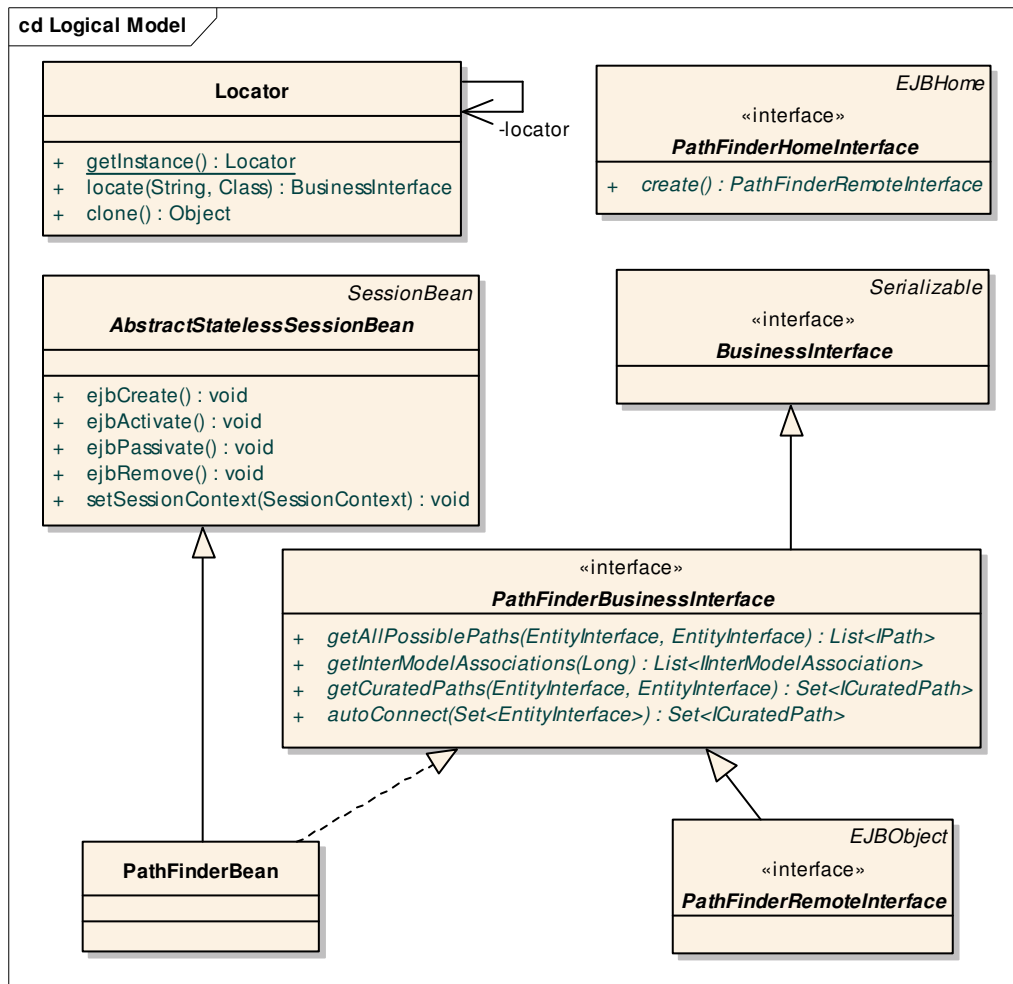 cd Logical Model
Locator
-locator
+ getInstance() : Locator
+ locate(String, Class) : BusinessInterface
+ clone() : Object
EJBHome
«interface»
PathFinderHomeInterface
+ create() : PathFinderRemoteInterface
SessionBean
AbstractStatelessSessionBean
+ ejbCreate() : void
+ ejbActivate() : void
+ ejbPassivate() : void
+ ejbRemove() : void
+ setSessionContext(SessionContext) : void
Serializable
«interface»
BusinessInterface
«interface»
PathFinderBusinessInterface
+ getAllPossiblePaths(EntityInterface, EntityInterface) : List<IPath>
+ getInterModelAssociations(Long) : List<IInterModelAssociation>
+ getCuratedPaths(EntityInterface, EntityInterface) : Set<ICuratedPath>
+ autoConnect(Set<EntityInterface>) : Set<ICuratedPath>
PathFinderBean
EJBObject
«interface»
PathFinderRemoteInterface